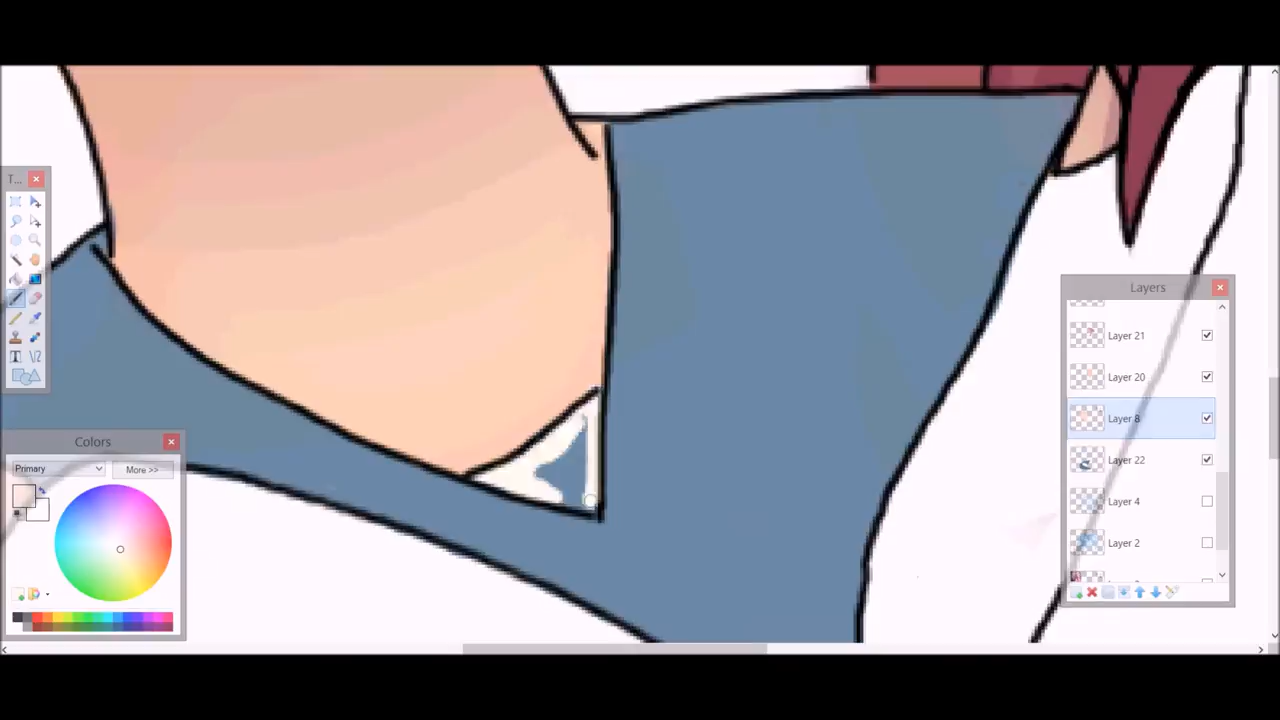 T...
Colors
Primary
More >>
Layers
Layer 21
Layer 20
Layer 8
Layer 22
Layer 4
Layer 2